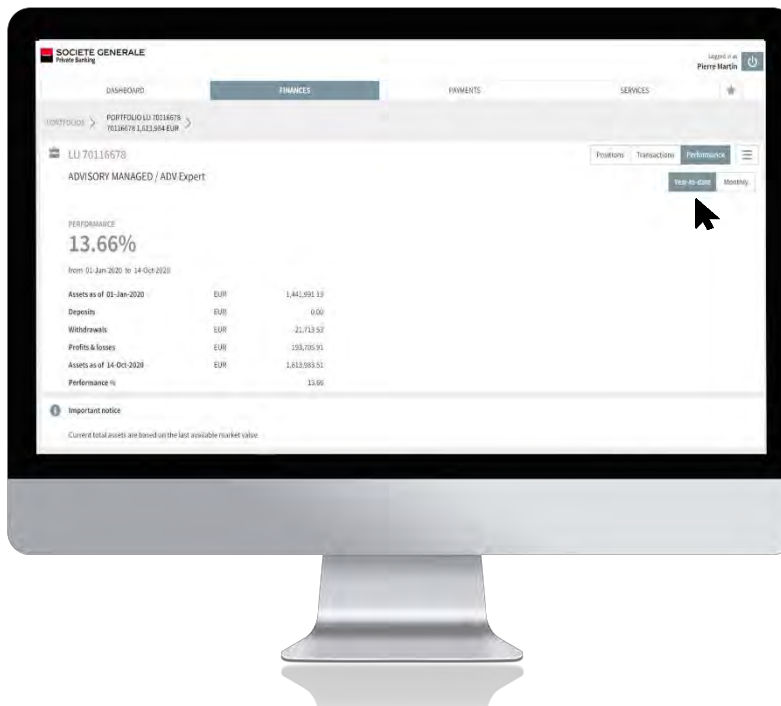 SOCIETE GENERALE
Private Banking
Logged in as
Pierre Martin
DASHBOARD
FINANCES
PAYMENTS
SERVICES
PORTFOLIOS
PORTFOLIO LU 70116678
70116678 1,613,984 EUR
LU 70116678
Positions Transactions Performance
ADVISORY MANAGED / ADV Expert
Year-to-date Monthly
PERFORMANCE
13.66%
from 01-Jan-2020 to 14-Oct-2020
Assets as of 01-Jan-2020 EUR 1,441,991.13
Deposits EUR 0.00
Withdrawals EUR 21,713.53
Profits & losses EUR 193,705.91
Assets as of 14-Oct-2020 EUR 1,613,983.51
Performance % 13.66
Important notice
Current total assets are based on the last available market value